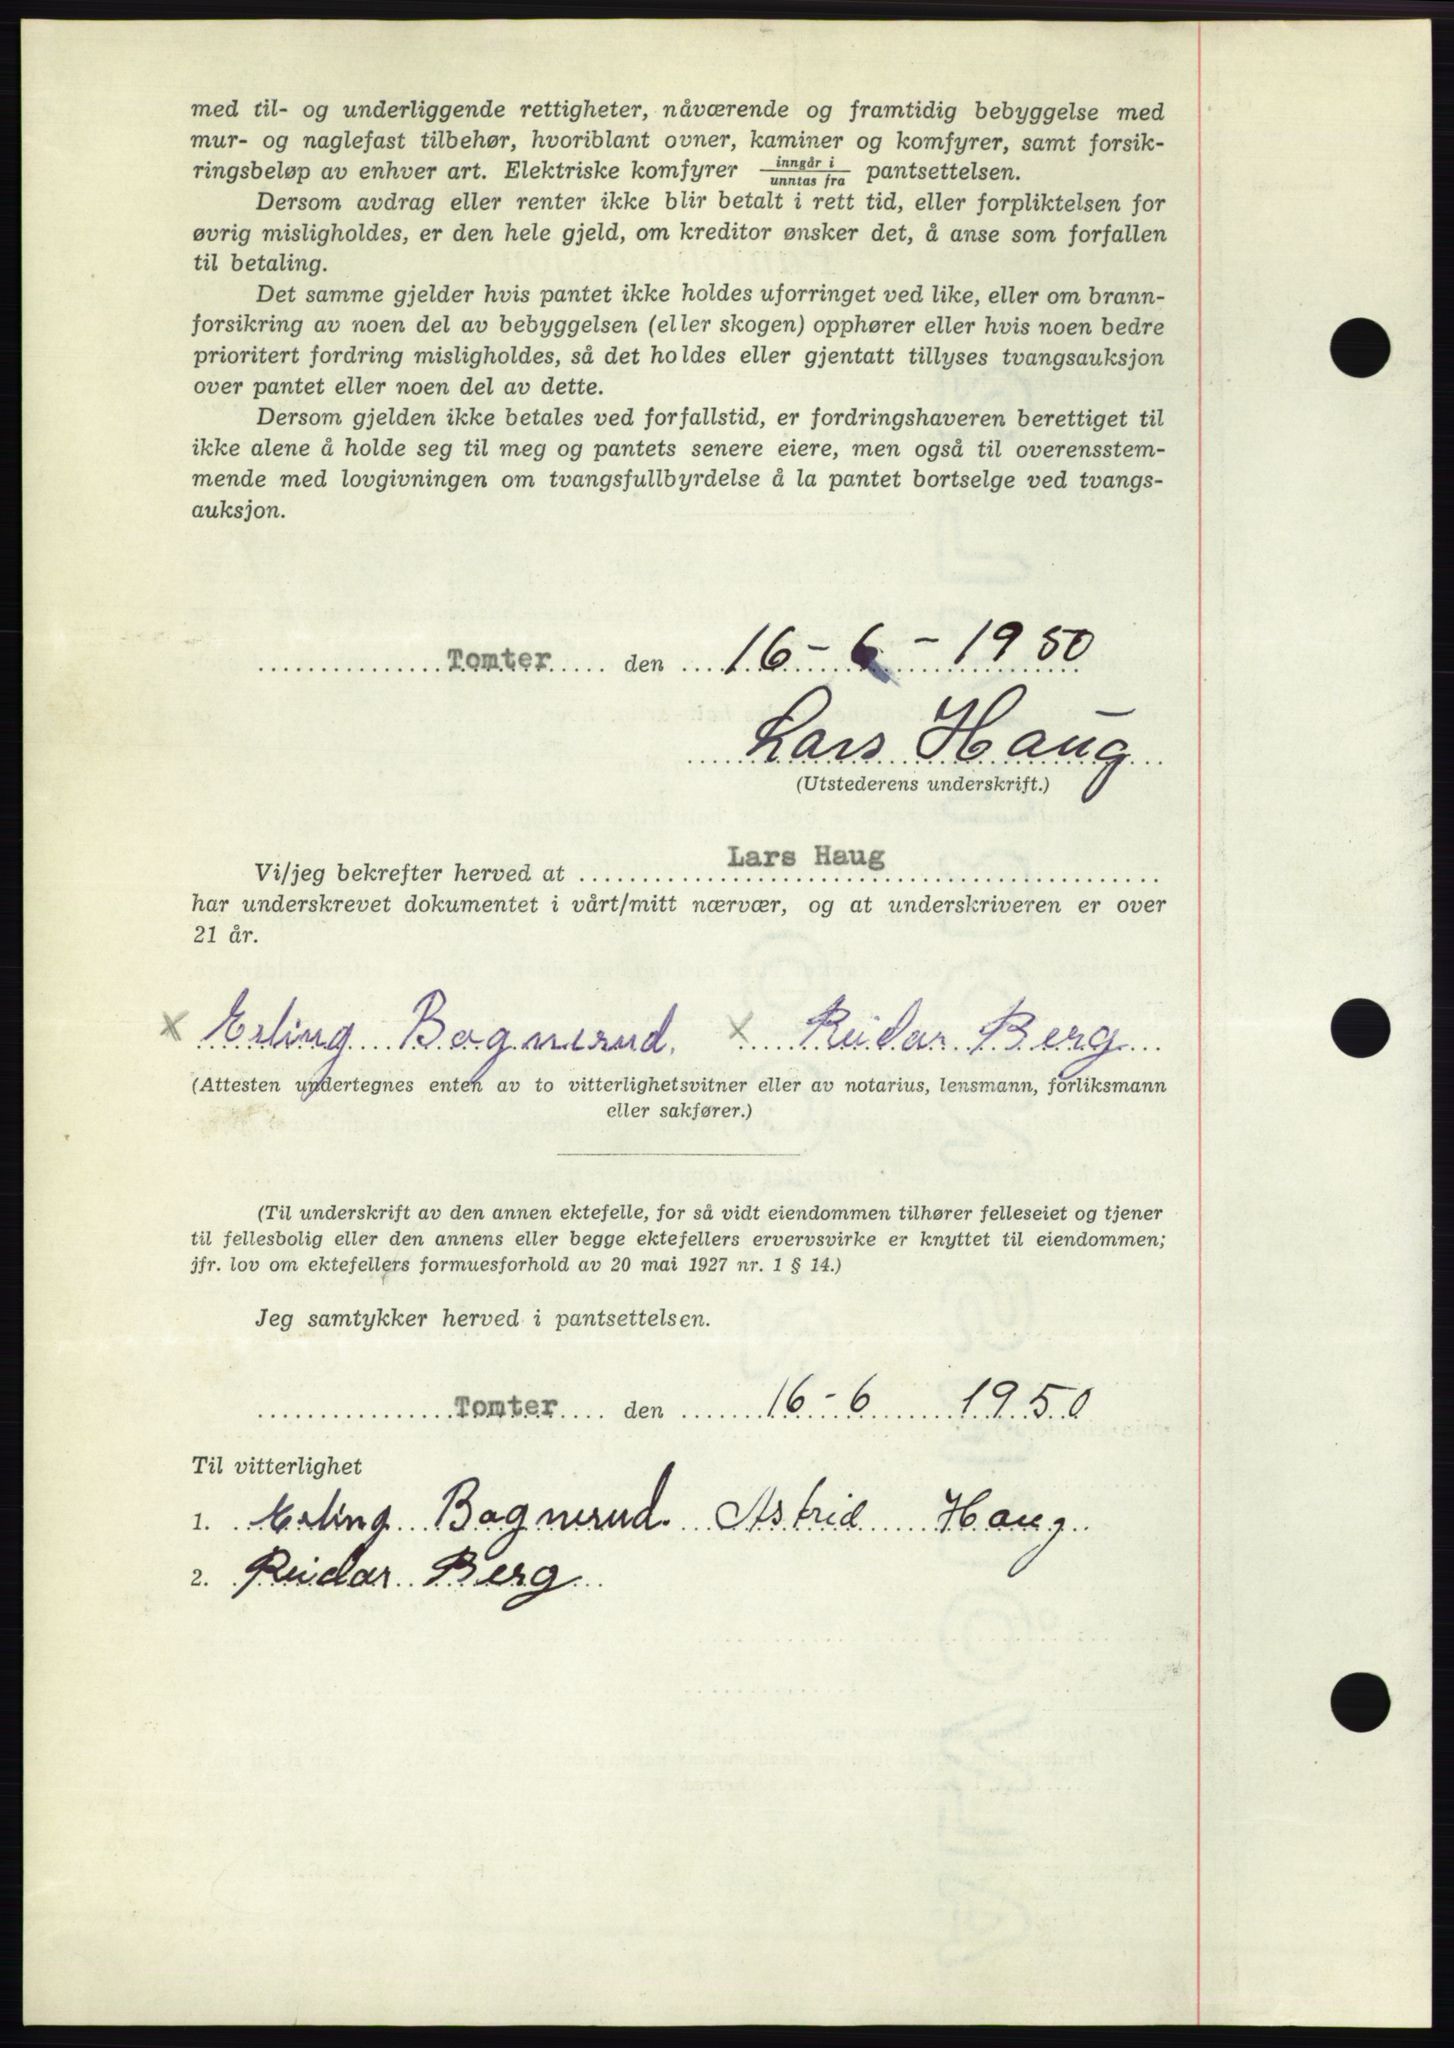 med til- og underliggende rettigheter, nåværende og framtidig bebyggelse med
mur- og naglefast tilbehør, hvoriblant ovner, kaminer og komfyrer, samt forsik-
ringsbeløp av enhver art. Elektriske komfyrer inngår i / unntas fra pantsettelsen.
Dersom avdrag eller renter ikke blir betalt i rett tid, eller forpliktelsen for
øvrig misligholdes, er den hele gjeld, om kreditor ønsker det, å anse som forfallen
til betaling.
Det samme gjelder hvis pantet ikke holdes uforringet ved like, eller om brann-
forsikring av noen del av bebyggelsen (eller skogen) opphører eller hvis noen bedre
prioritert fordring misligholdes, så det holdes eller gjentatt tillyses tvangsauksjon
over pantet eller noen del av dette.
Dersom gjelden ikke betales ved forfallstid, er fordringshaveren berettiget til
ikke alene å holde seg til meg og pantets senere eiere, men også til overensstem-
mende med lovgivningen om tvangsfullbyrdelse å la pantet bortselge ved tvangs-
auksjon.
Tomter den 16-6-1950
Lars Haug
(Utstederens underskrift.)
Vi/jeg bekrefter herved at Lars Haug
har underskrevet dokumentet i vårt/mitt nærvær, og at underskriveren er over
21 år.
x Erling Bagnerud. x Reidar Berg
(Attesten undertegnes enten av to vitterlighetsvitner eller av notarius, lensmann, forliksmann
eller sakfører.)
(Til underskrift av den annen ektefelle, for så vidt eiendommen tilhører felleseiet og tjener
til fellesbolig eller den annens eller begge ektefellers ervervsvirke er knyttet til eiendommen;
jfr. lov om ektefellers formuesforhold av 20 mai 1927 nr. 1 § 14.)
Jeg samtykker herved i pantsettelsen.
Tomter den 16-6 1950
Til vitterlighet
1. Erling Bagnerud. Astrid Haug
2. Reidar Berg